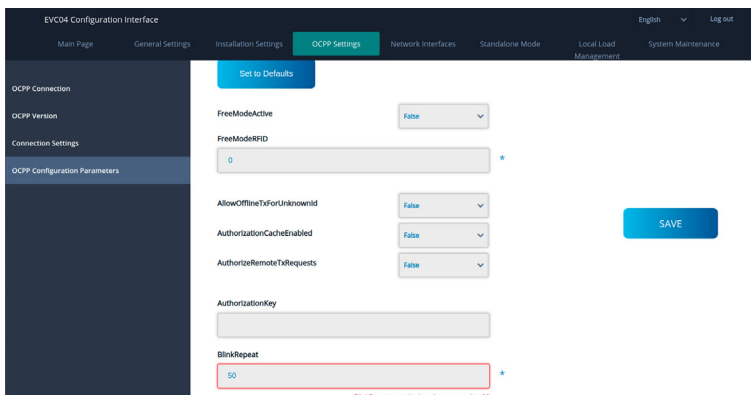 EVC04 Configuration Interface
English
Log out
Main Page
General Settings
Installation Settings
OCPP Settings
Network Interfaces
Standalone Mode
Local Load
Management
System Maintenance
OCPP Connection
OCPP Version
Connection Settings
OCPP Configuration Parameters
Set to Defaults
FreeModeActive
False
FreeModeRFID
0
*
AllowOfflineTxForUnknownId
False
AuthorizationCacheEnabled
False
AuthorizeRemoteTxRequests
False
SAVE
AuthorizationKey
BlinkRepeat
50
*